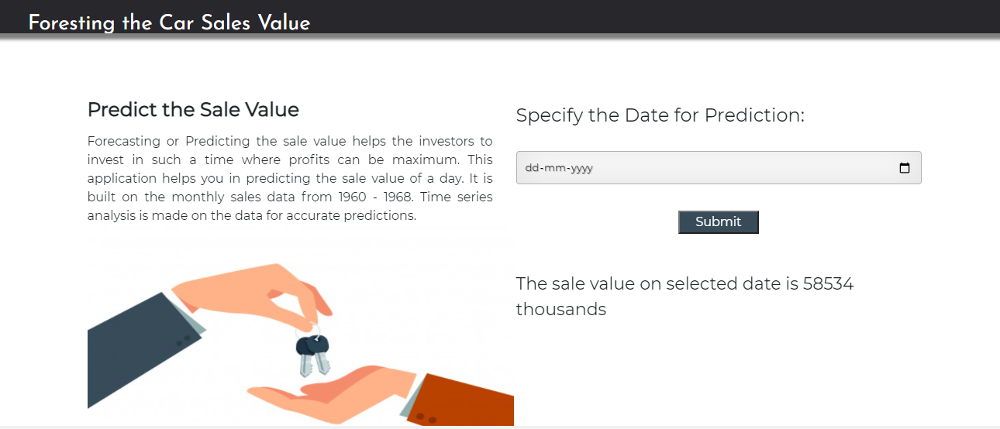 Foresting the Car Sales Value
Predict the Sale Value
Forecasting or Predicting the sale value helps the investors to
invest in such a time where profits can be maximum. This
application helps you in predicting the sale value of a day. It is
built on the monthly sales data from 1960 - 1968. Time series
analysis is made on the data for accurate predictions.
Specify the Date for Prediction:
dd-mm-yyyy
Submit
The sale value on selected date is 58534
thousands